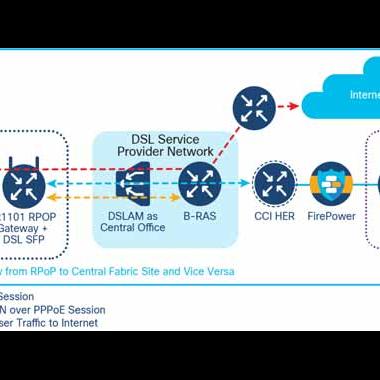 Internet
DSL Service
Provider Network
1101 RPOP
Gateway +
DSL SFP
DSLAM as
Central Office
B-RAS
CCI HER
FirePower
from RPoP to Central Fabric Site and Vice Versa
Session
N over PPPoE Session
ser Traffic to Internet